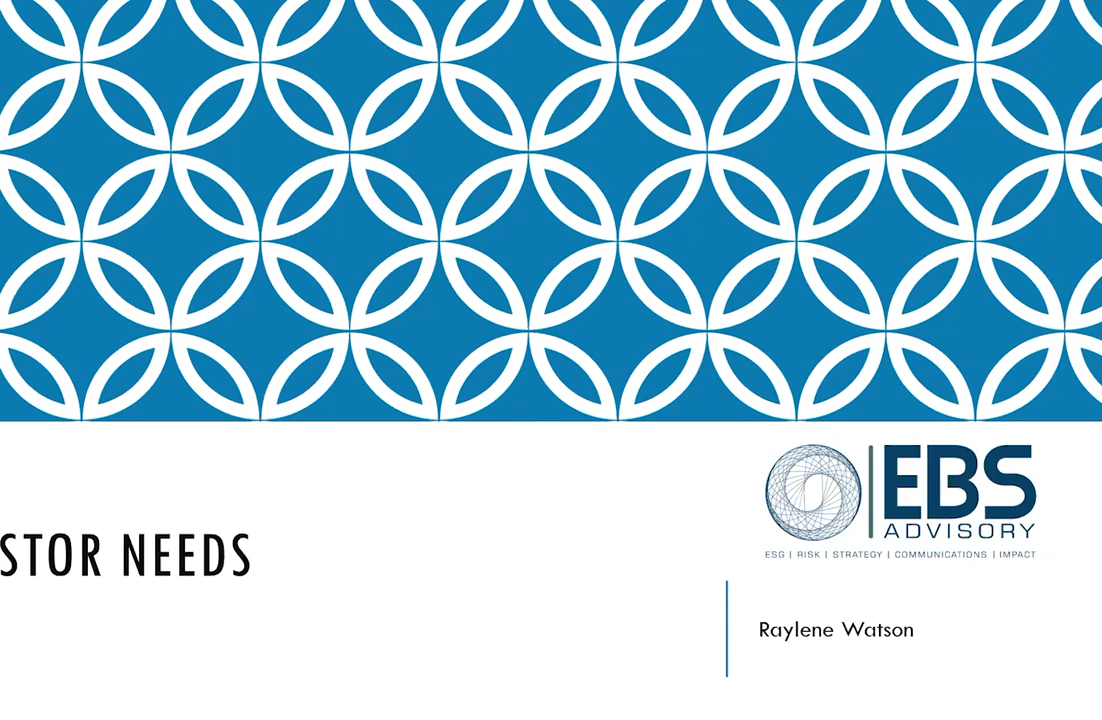 EBS
ADVISORY
ESG | RISK | STRATEGY | COMMUNICATIONS | IMPACT
STOR NEEDS
Raylene Watson